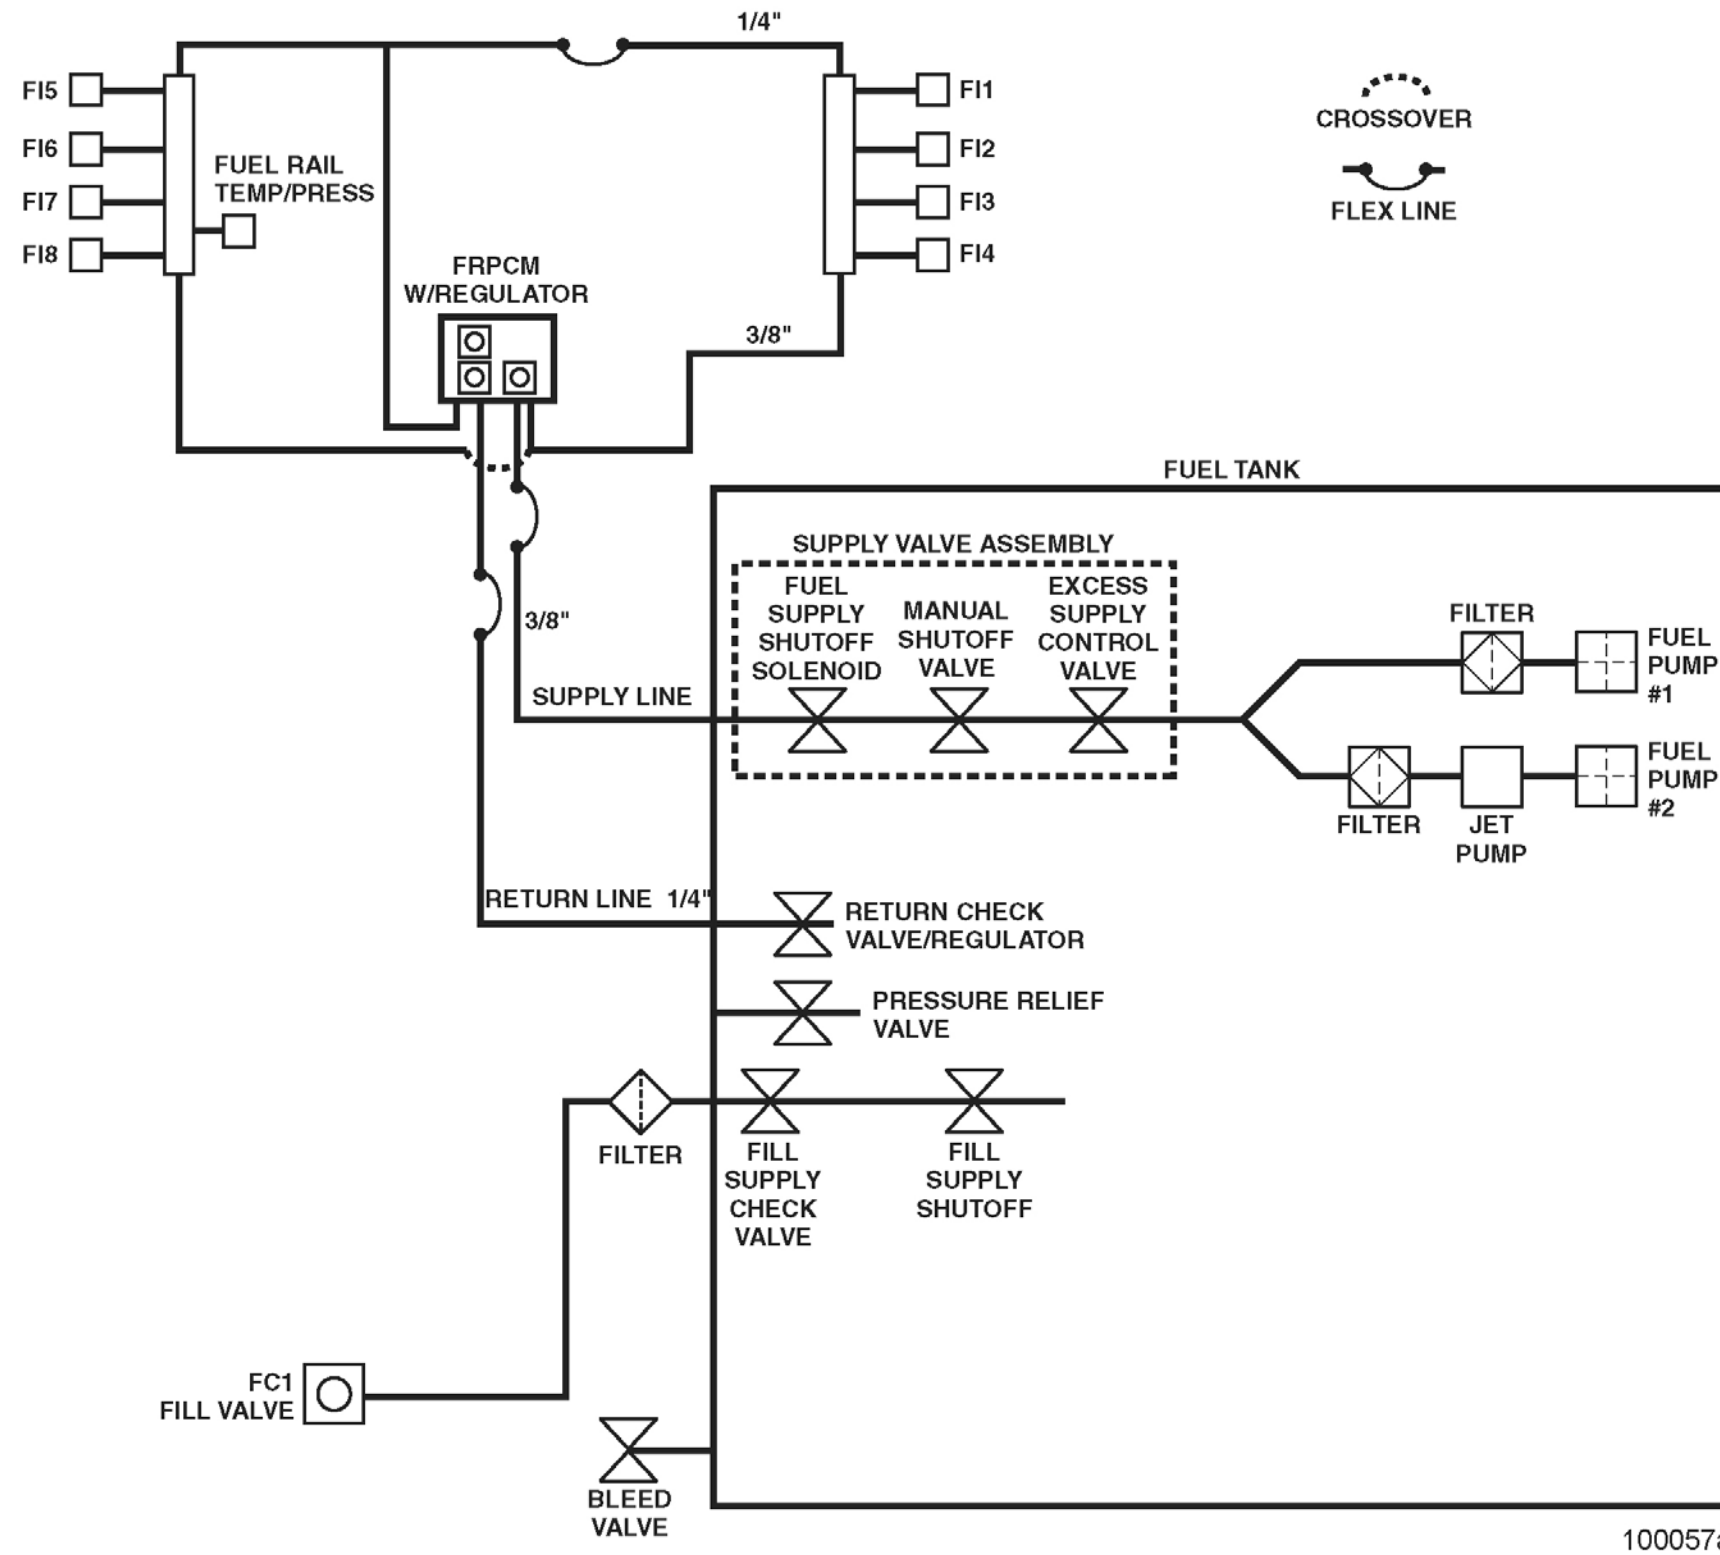 1/4"
FI5
FI6
FI7
FI8
FUEL RAIL
TEMP/PRESS
FI1
FI2
FI3
FI4
CROSSOVER
FLEX LINE
FRPCM
W/REGULATOR
3/8"
FUEL TANK
SUPPLY VALVE ASSEMBLY
FUEL
SUPPLY
SHUTOFF
SOLENOID
MANUAL
SHUTOFF
VALVE
EXCESS
SUPPLY
CONTROL
VALVE
FILTER
FUEL
PUMP
#1
3/8"
SUPPLY LINE
FILTER
JET
PUMP
FUEL
PUMP
#2
RETURN LINE 1/4"
RETURN CHECK
VALVE/REGULATOR
PRESSURE RELIEF
VALVE
FILTER
FILL
SUPPLY
CHECK
VALVE
FILL
SUPPLY
SHUTOFF
FC1
FILL VALVE
BLEED
VALVE
100057a